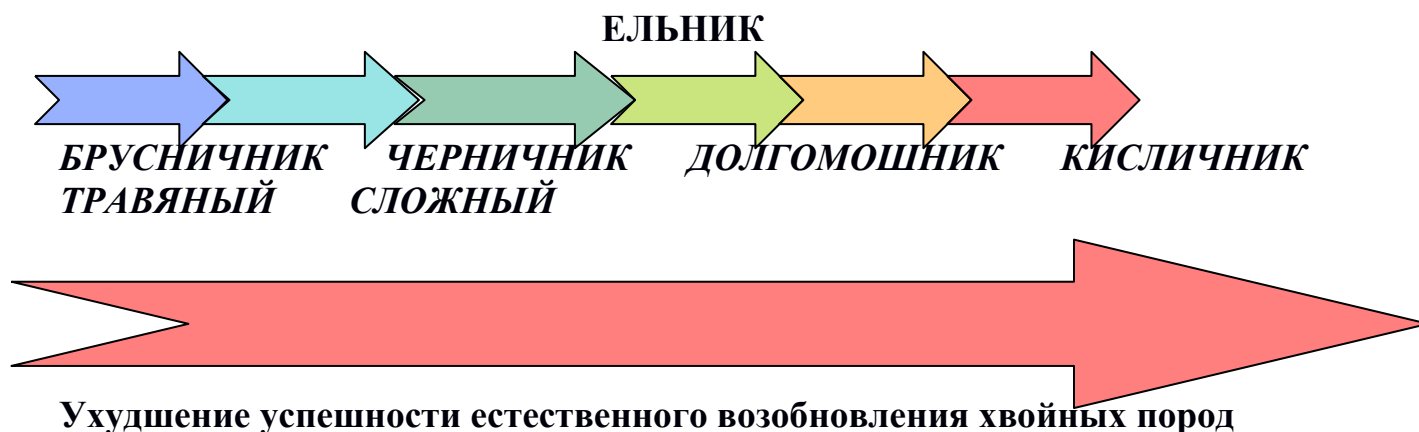 ЕЛЬНИК
БРУСНИЧНИК ЧЕРНИЧНИК ДОЛГОМОШНИК КИСЛИЧНИК
ТРАВЯНЫЙ СЛОЖНЫЙ
Ухудшение успешности естественного возобновления хвойных пород